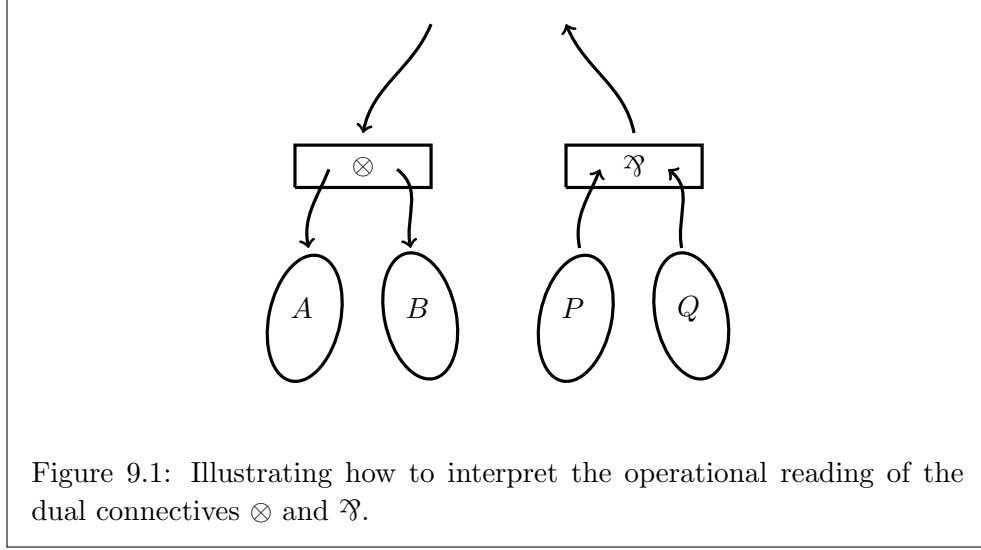 ⊗ ⅋
A B P Q
Figure 9.1: Illustrating how to interpret the operational reading of the
dual connectives ⊗ and ⅋.